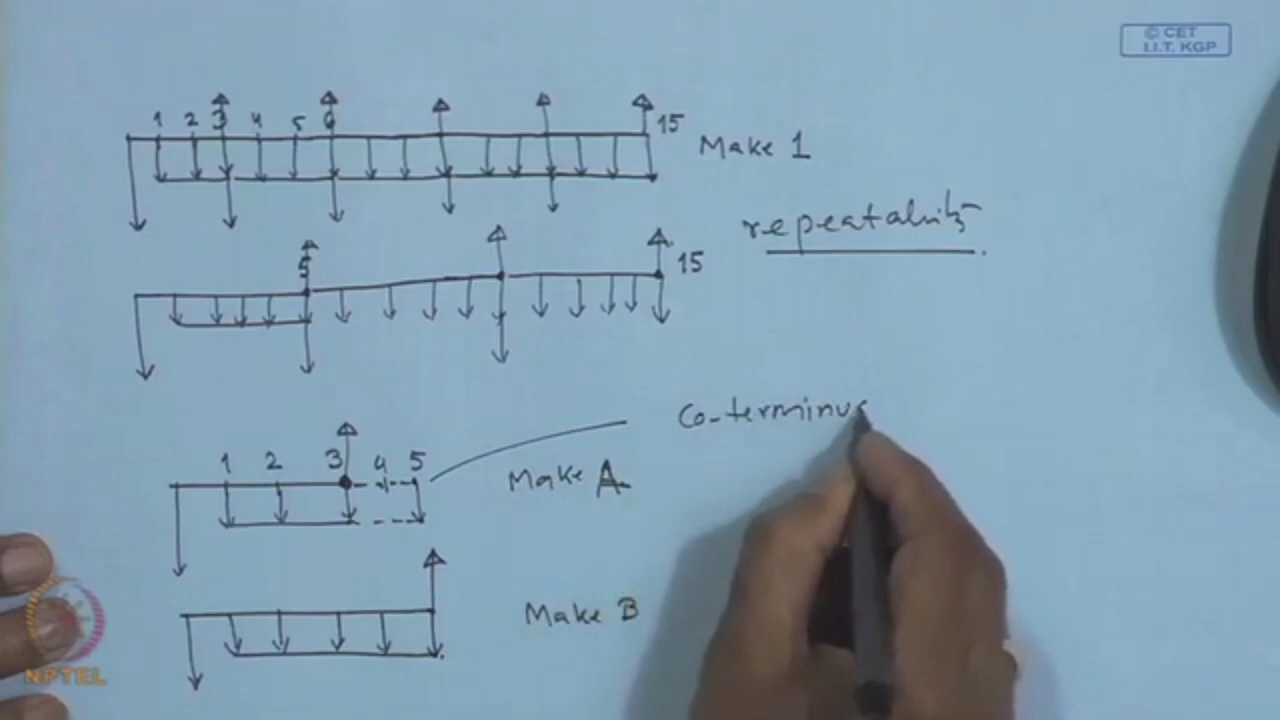 © CET
I.I.T. KGP
1 2 3 4 5 6
15 Make 1
repeatability
5
15
Co-terminus
1 2 3 4 5
Make A
Make B
NPTEL